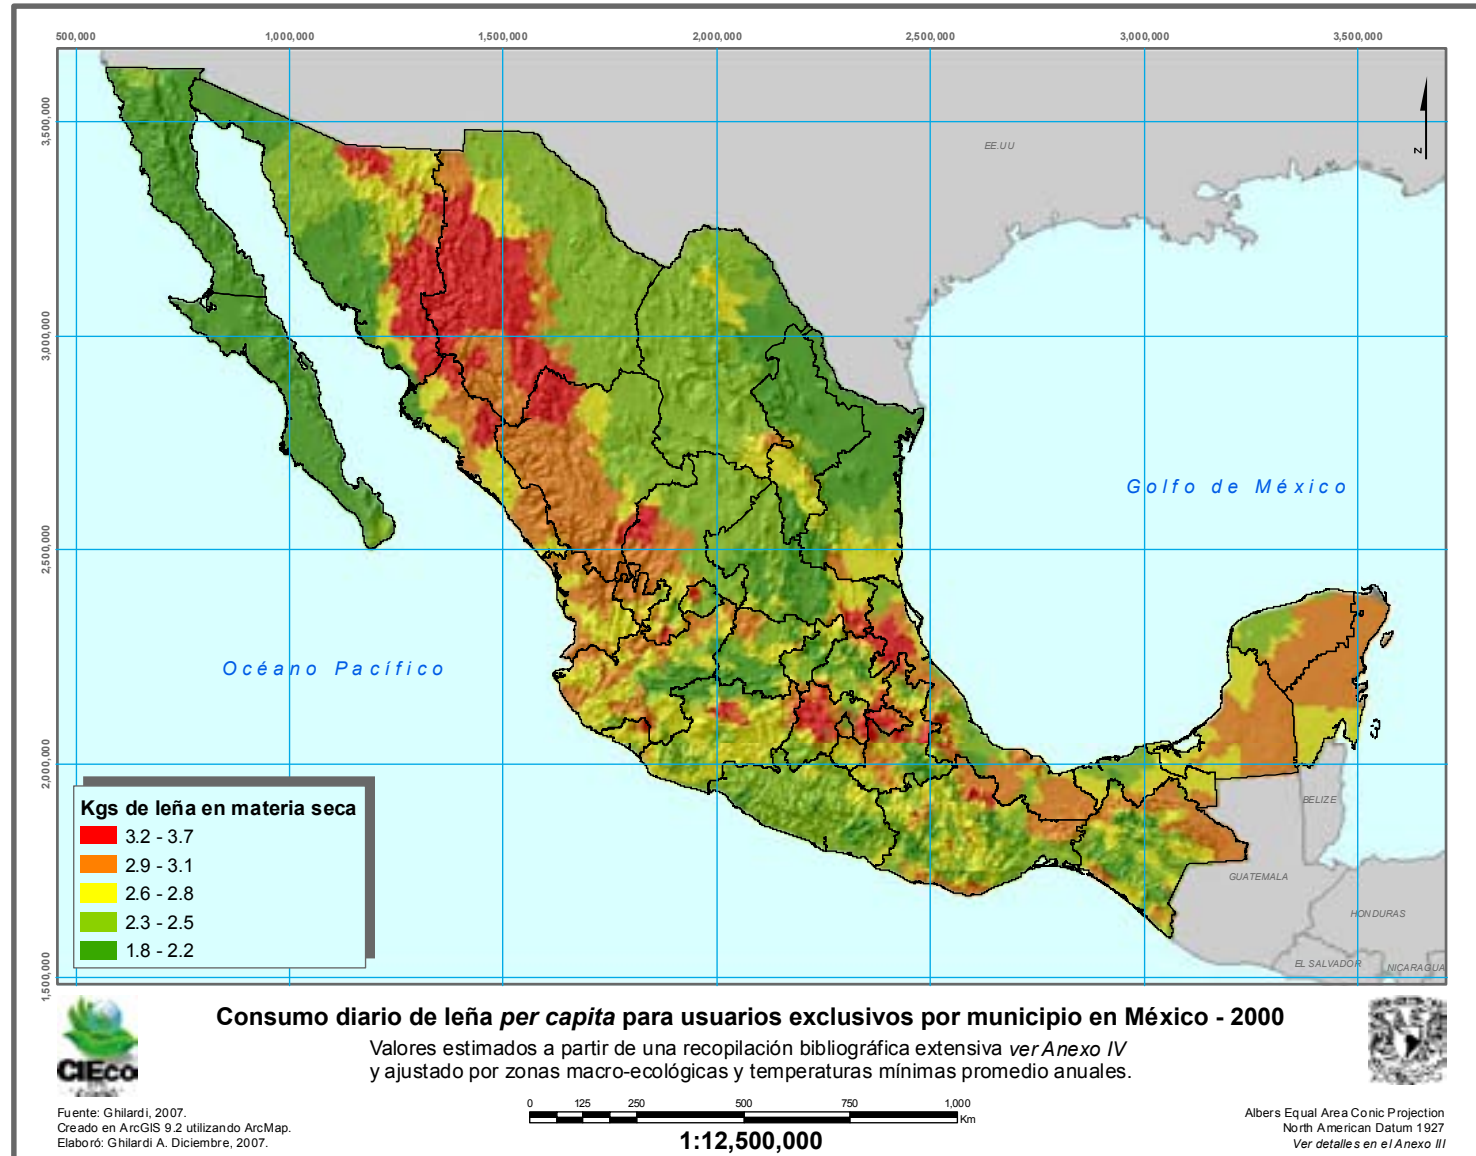 500,000 1,000,000 1,500,000 2,000,000 2,500,000 3,000,000 3,500,000
3,500,000
3,000,000
2,500,000
2,000,000
1,500,000
EE.UU
N
Golfo de México
Océano Pacífico
BELIZE
GUATEMALA
HONDURAS
EL SALVADOR
NICARAGUA
Kgs de leña en materia seca
3.2 - 3.7
2.9 - 3.1
2.6 - 2.8
2.3 - 2.5
1.8 - 2.2
CIEco
Consumo diario de leña per capita para usuarios exclusivos por municipio en México - 2000
Valores estimados a partir de una recopilación bibliográfica extensiva ver Anexo IV
y ajustado por zonas macro-ecológicas y temperaturas mínimas promedio anuales.
Fuente: Ghilardi, 2007.
Creado en ArcGIS 9.2 utilizando ArcMap.
Elaboró: Ghilardi A. Diciembre, 2007.
0 125 250 500 750 1,000
Km
1:12,500,000
Albers Equal Area Conic Projection
North American Datum 1927
Ver detalles en el Anexo III